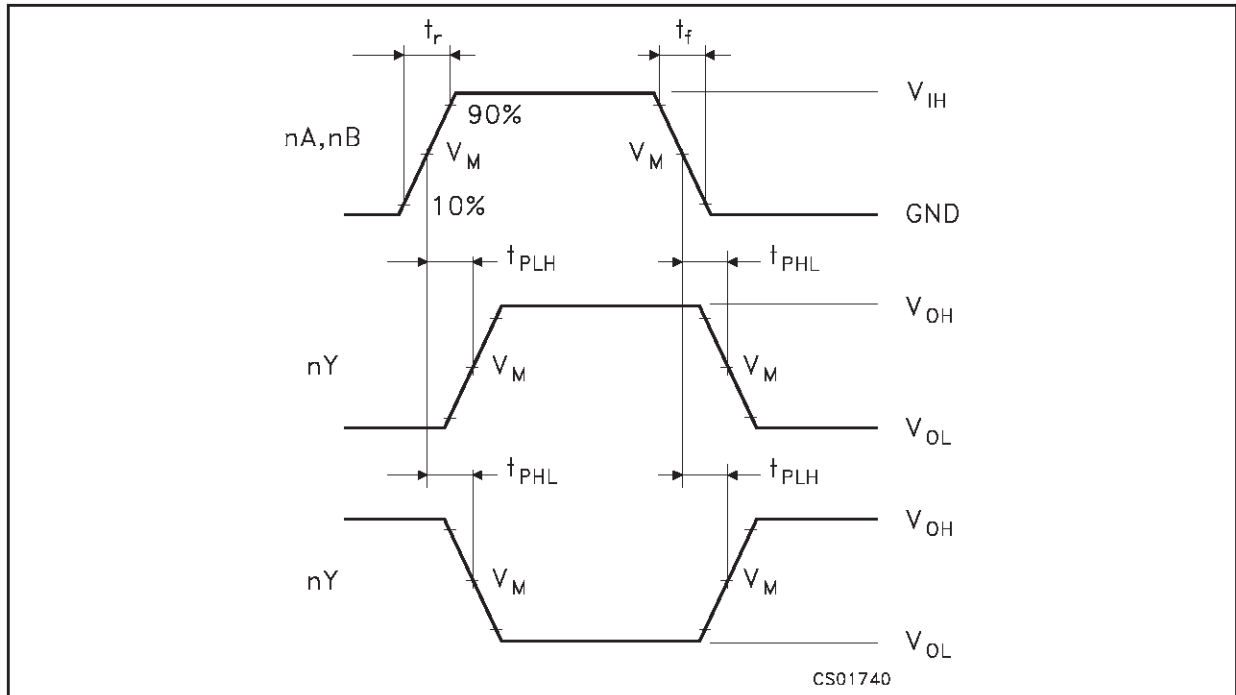 tr
tf
VIH
90%
nA,nB
VM
VM
10%
GND
tPLH
tPHL
VOH
nY
VM
VM
VOL
tPHL
tPLH
VOH
nY
VM
VM
VOL
CS01740